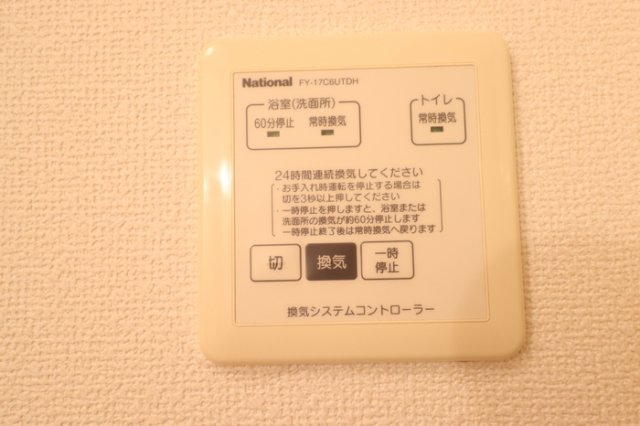 National FY-17C6UTDH
浴室(洗面所)
トイレ
60分停止 常時換気
常時換気
24時間連続換気してください
・お手入れ時運転を停止する場合は
切を3秒以上押してください
・一時停止を押しますと、浴室または
洗面所の換気が約60分停止します
一時停止終了後は常時換気へ戻ります
切
換気
一時
停止
換気システムコントローラー